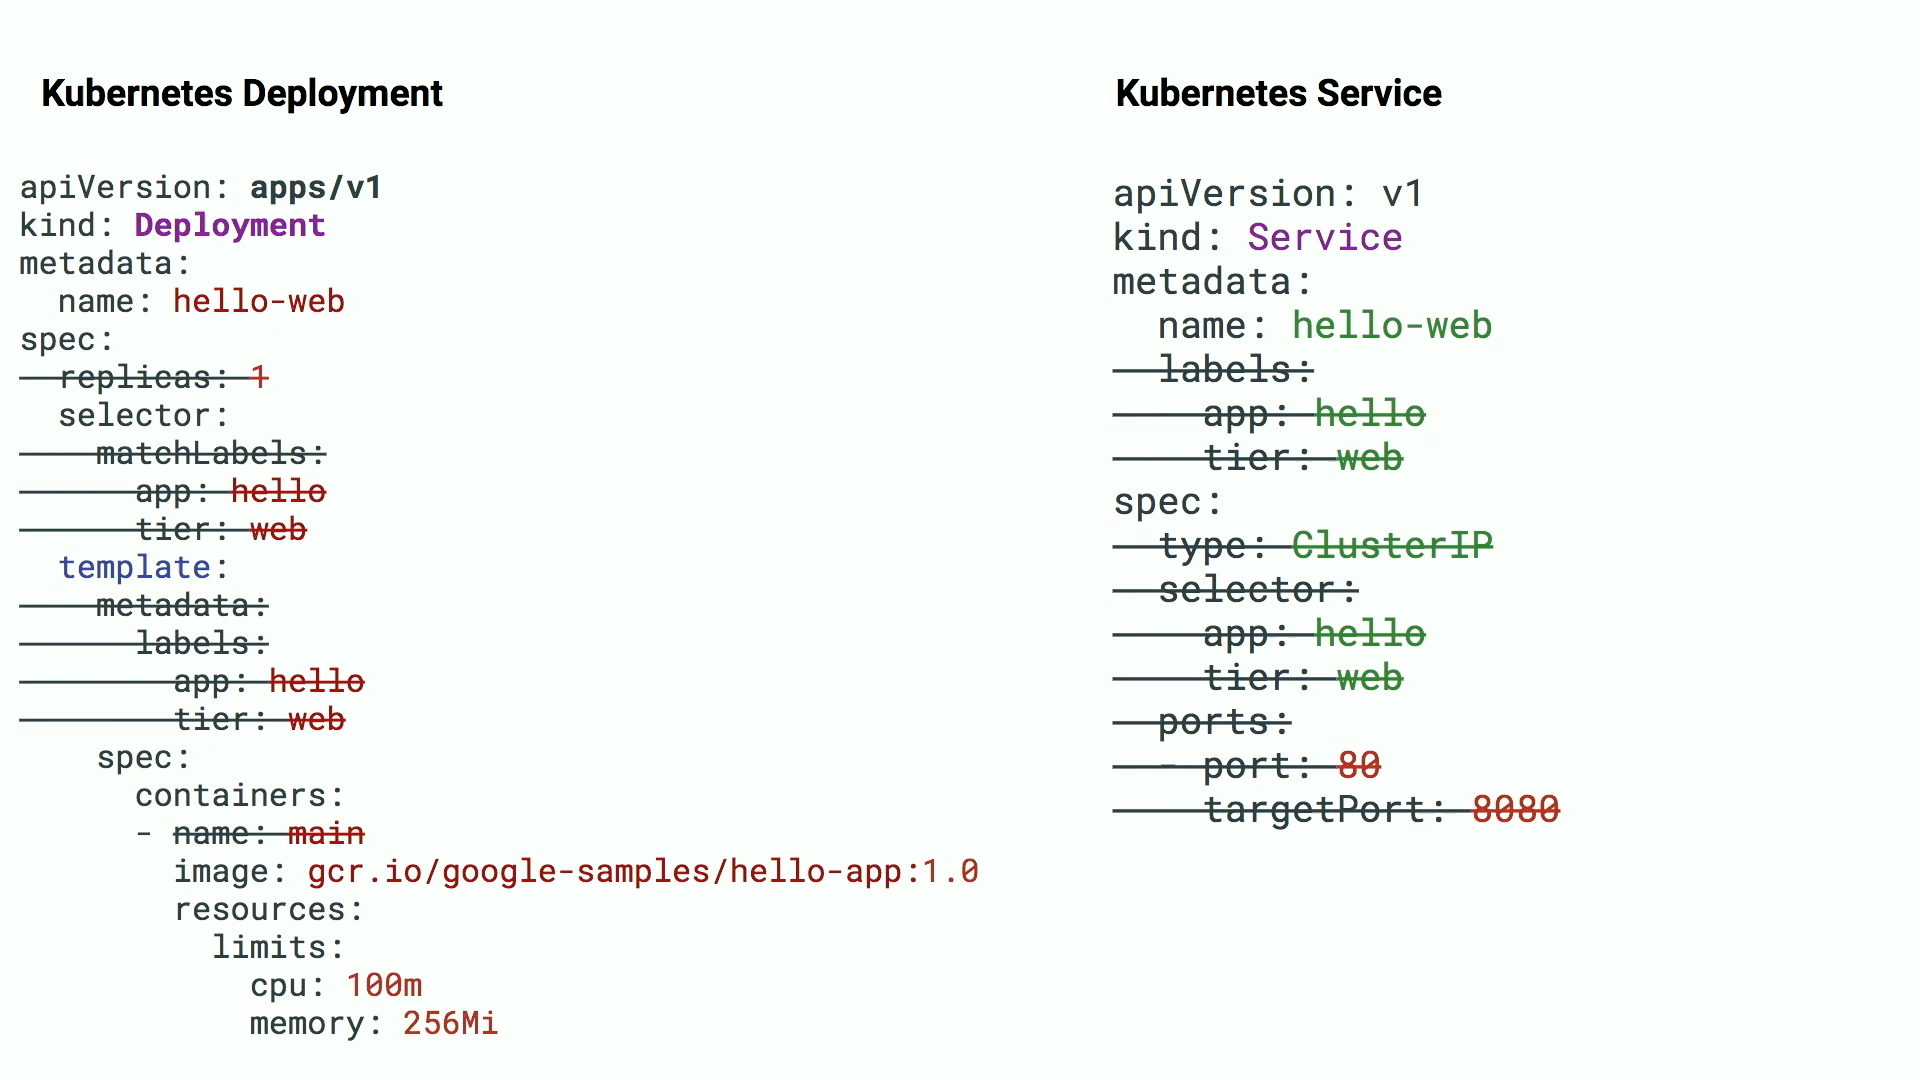 Kubernetes Deployment
apiVersion: apps/v1
kind: Deployment
metadata:
  name: hello-web
spec:
  replicas: 1
  selector:
    matchLabels:
      app: hello
      tier: web
  template:
    metadata:
      labels:
        app: hello
        tier: web
    spec:
      containers:
      - name: main
        image: gcr.io/google-samples/hello-app:1.0
        resources:
          limits:
            cpu: 100m
            memory: 256Mi
Kubernetes Service
apiVersion: v1
kind: Service
metadata:
  name: hello-web
  labels:
    app: hello
    tier: web
spec:
  type: ClusterIP
  selector:
    app: hello
    tier: web
  ports:
  - port: 80
    targetPort: 8080